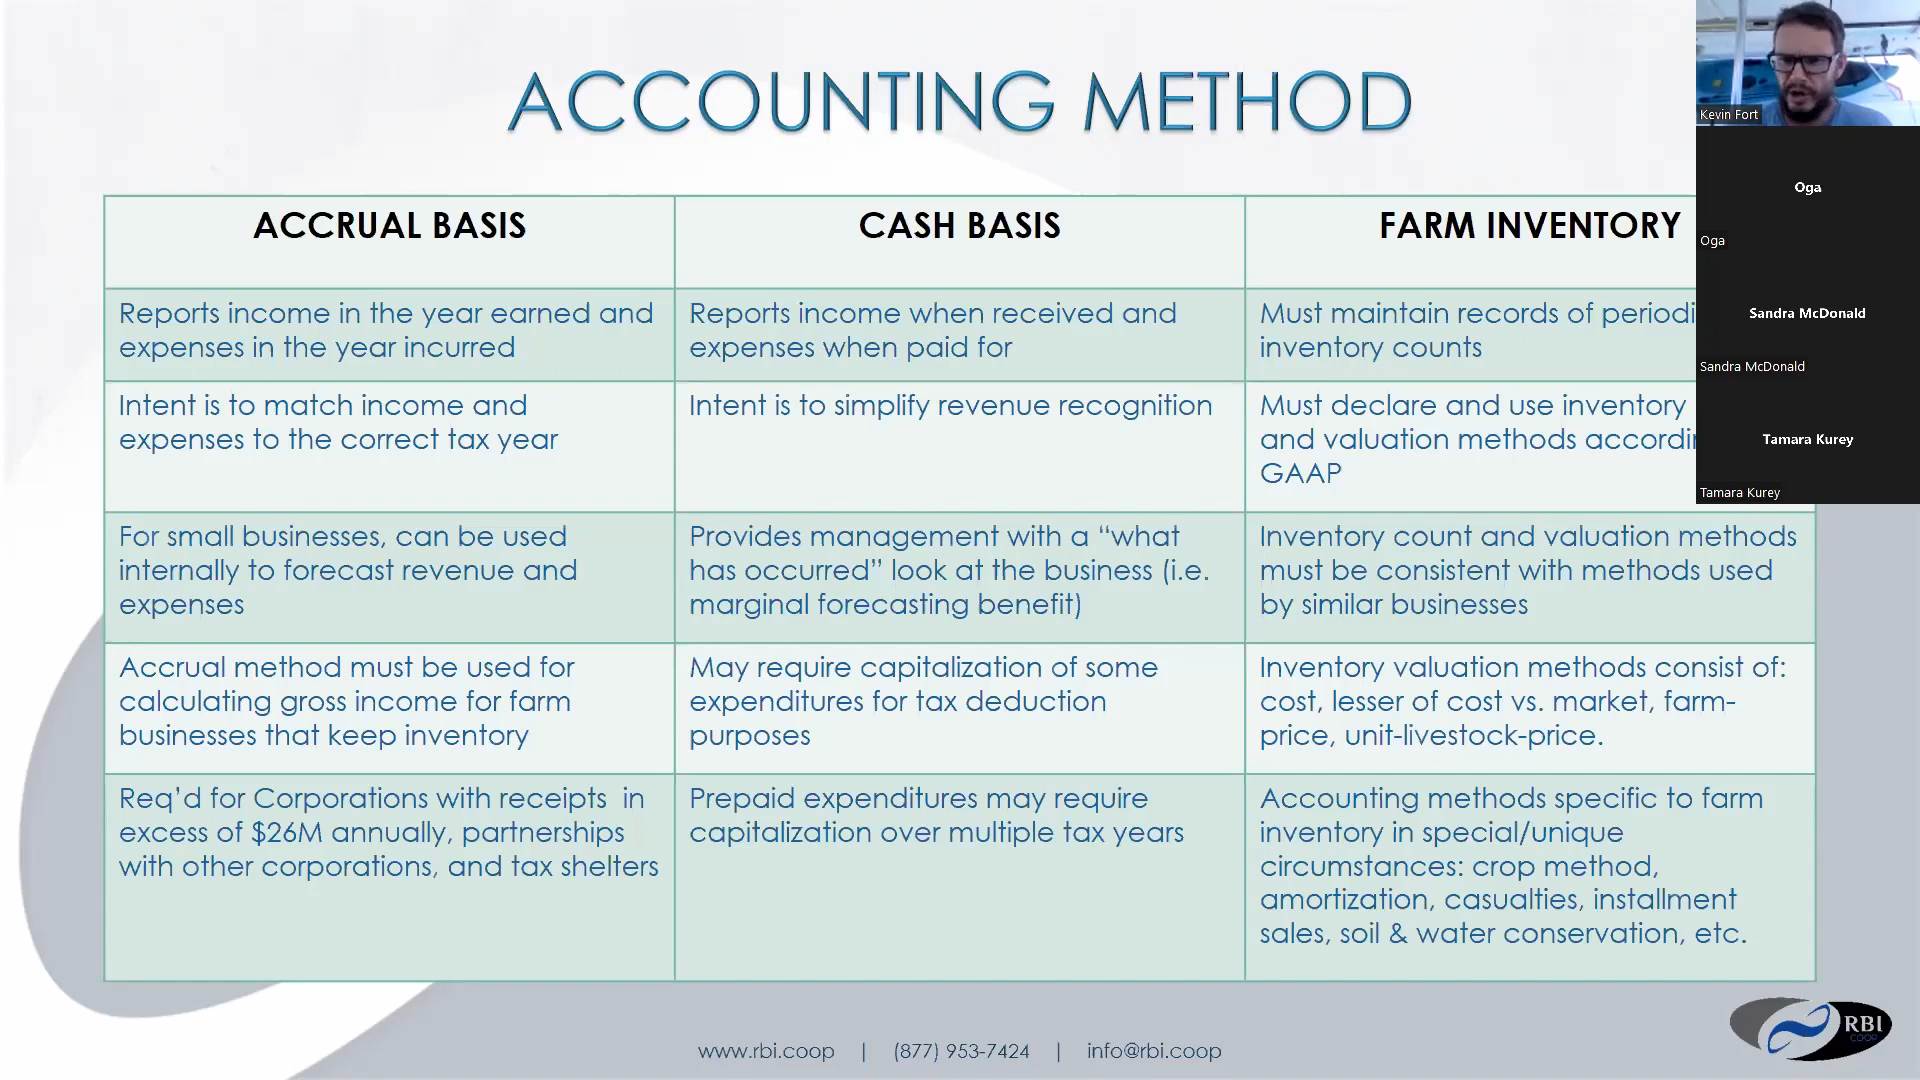 ACCOUNTING METHOD
ACCRUAL BASIS
CASH BASIS
FARM INVENTORY
Reports income in the year earned and
expenses in the year incurred
Reports income when received and
expenses when paid for
Must maintain records of periodi
inventory counts
Intent is to match income and
expenses to the correct tax year
Intent is to simplify revenue recognition
Must declare and use inventory
and valuation methods accordi
GAAP
For small businesses, can be used
internally to forecast revenue and
expenses
Provides management with a “what
has occurred” look at the business (i.e.
marginal forecasting benefit)
Inventory count and valuation methods
must be consistent with methods used
by similar businesses
Accrual method must be used for
calculating gross income for farm
businesses that keep inventory
May require capitalization of some
expenditures for tax deduction
purposes
Inventory valuation methods consist of:
cost, lesser of cost vs. market, farm-
price, unit-livestock-price.
Req’d for Corporations with receipts in
excess of $26M annually, partnerships
with other corporations, and tax shelters
Prepaid expenditures may require
capitalization over multiple tax years
Accounting methods specific to farm
inventory in special/unique
circumstances: crop method,
amortization, casualties, installment
sales, soil & water conservation, etc.
www.rbi.coop | (877) 953-7424 | info@rbi.coop
RBI
COOP
Kevin Fort
Oga
Oga
Sandra McDonald
Sandra McDonald
Tamara Kurey
Tamara Kurey